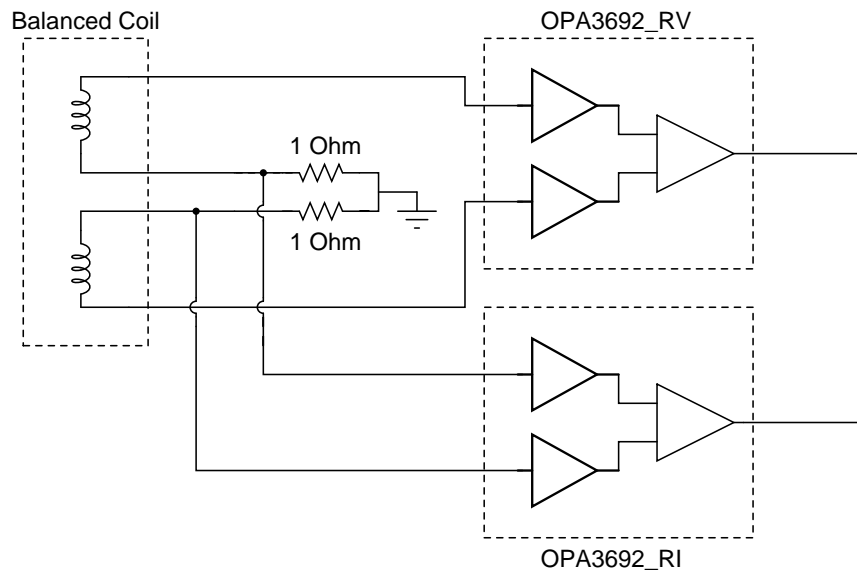 Balanced Coil
OPA3692_RV
1 Ohm
1 Ohm
OPA3692_RI